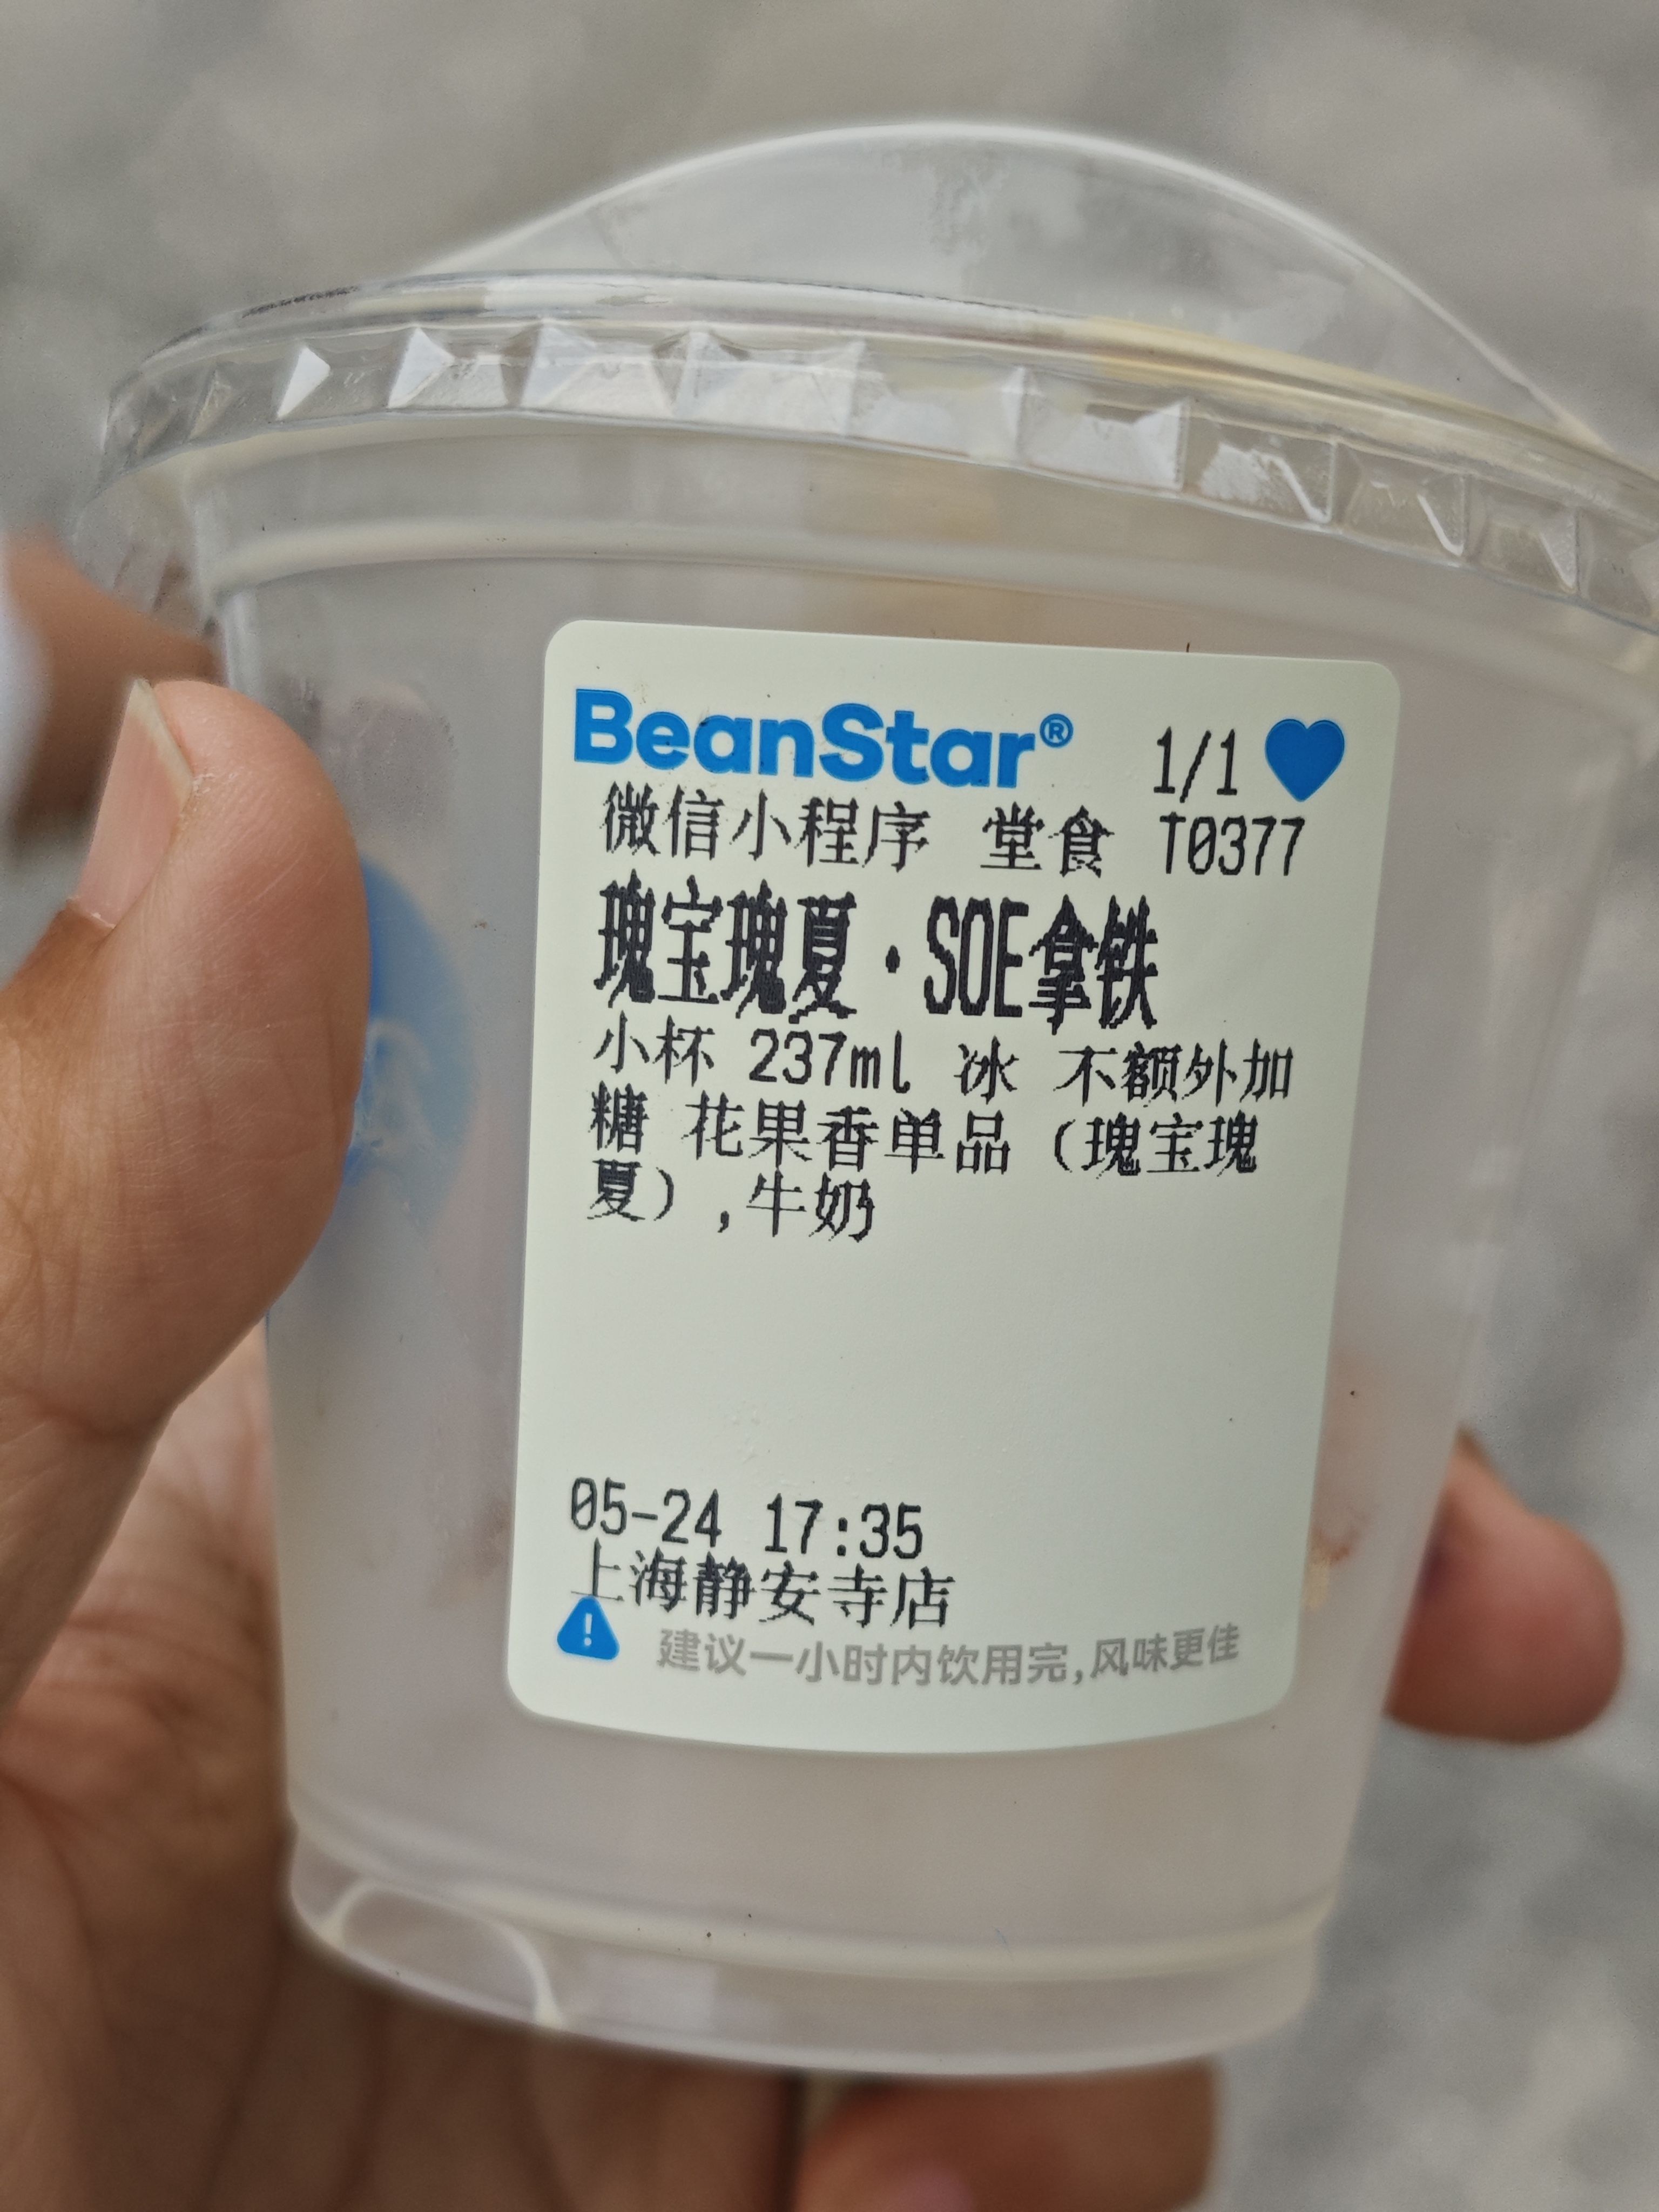 BeanStar® 1/1
微信小程序 堂食 T0377
瑰宝瑰夏·SOE拿铁
小杯 237ml 冰 不额外加
糖 花果香单品（瑰宝瑰
夏）,牛奶
05-24 17:35
上海静安寺店
建议一小时内饮用完,风味更佳